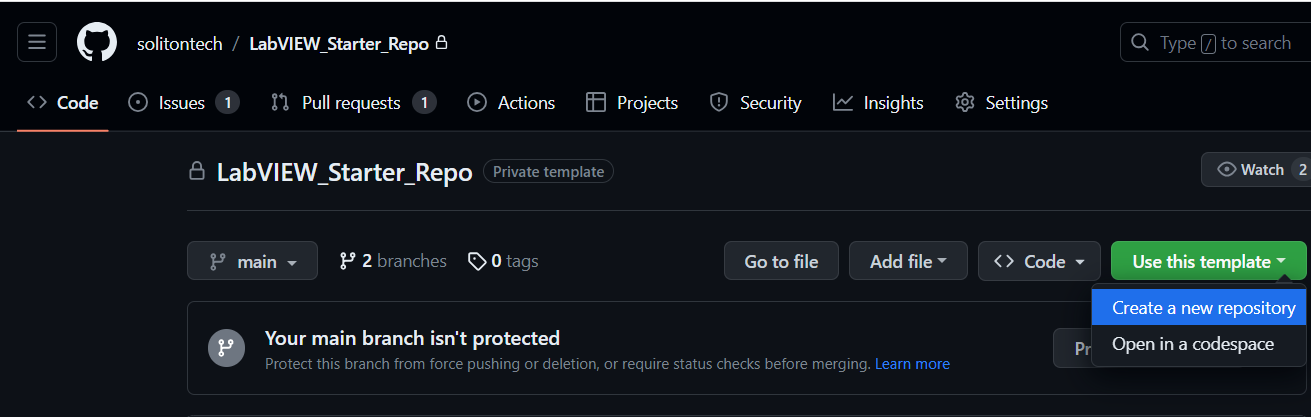 solitontech / LabVIEW_Starter_Repo
Type / to search
Code
Issues 1
Pull requests 1
Actions
Projects
Security
Insights
Settings
LabVIEW_Starter_Repo Private template
Watch 2
main
2 branches
0 tags
Go to file
Add file
Code
Use this template
Create a new repository
Open in a codespace
Your main branch isn't protected
Protect this branch from force pushing or deletion, or require status checks before merging. Learn more